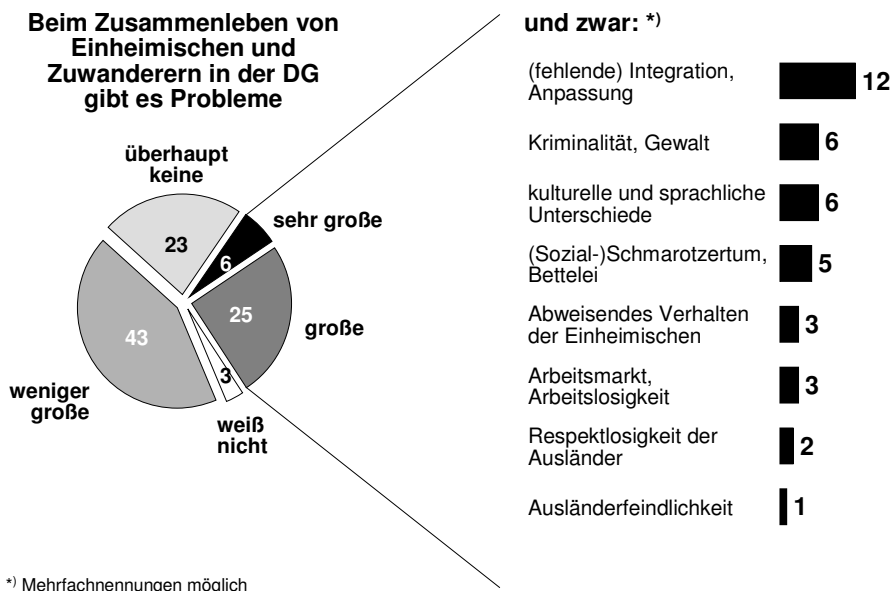 Beim Zusammenleben von
Einheimischen und
Zuwanderern in der DG
gibt es Probleme
überhaupt
keine
23
sehr große
6
25
große
43
weniger
große
3
weiß
nicht
*) Mehrfachnennungen möglich
und zwar: *)
(fehlende) Integration,
Anpassung
12
Kriminalität, Gewalt
6
kulturelle und sprachliche
Unterschiede
6
(Sozial-)Schmarotzertum,
Bettelei
5
Abweisendes Verhalten
der Einheimischen
3
Arbeitsmarkt,
Arbeitslosigkeit
3
Respektlosigkeit der
Ausländer
2
Ausländerfeindlichkeit
1